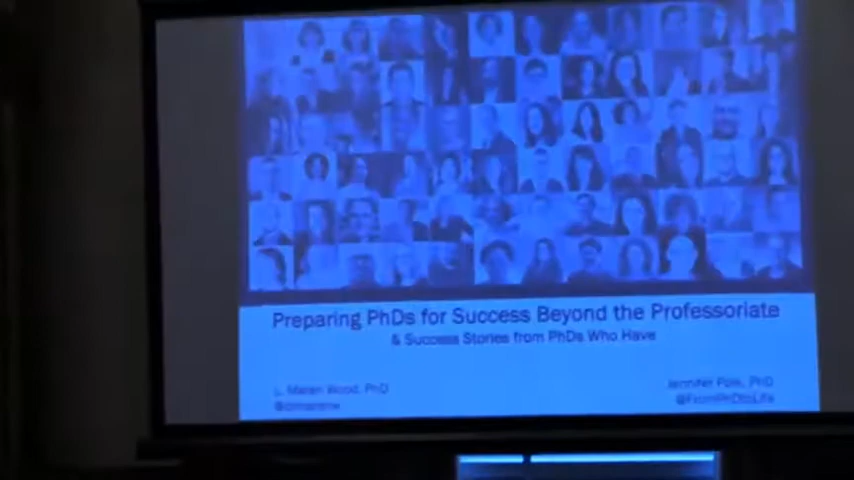 Preparing PhDs for Success Beyond the Professoriate
& Success Stories from PhDs Who Have
L. Maren Wood, PhD
Jennifer Polk, PhD
@FromPhDtoLife